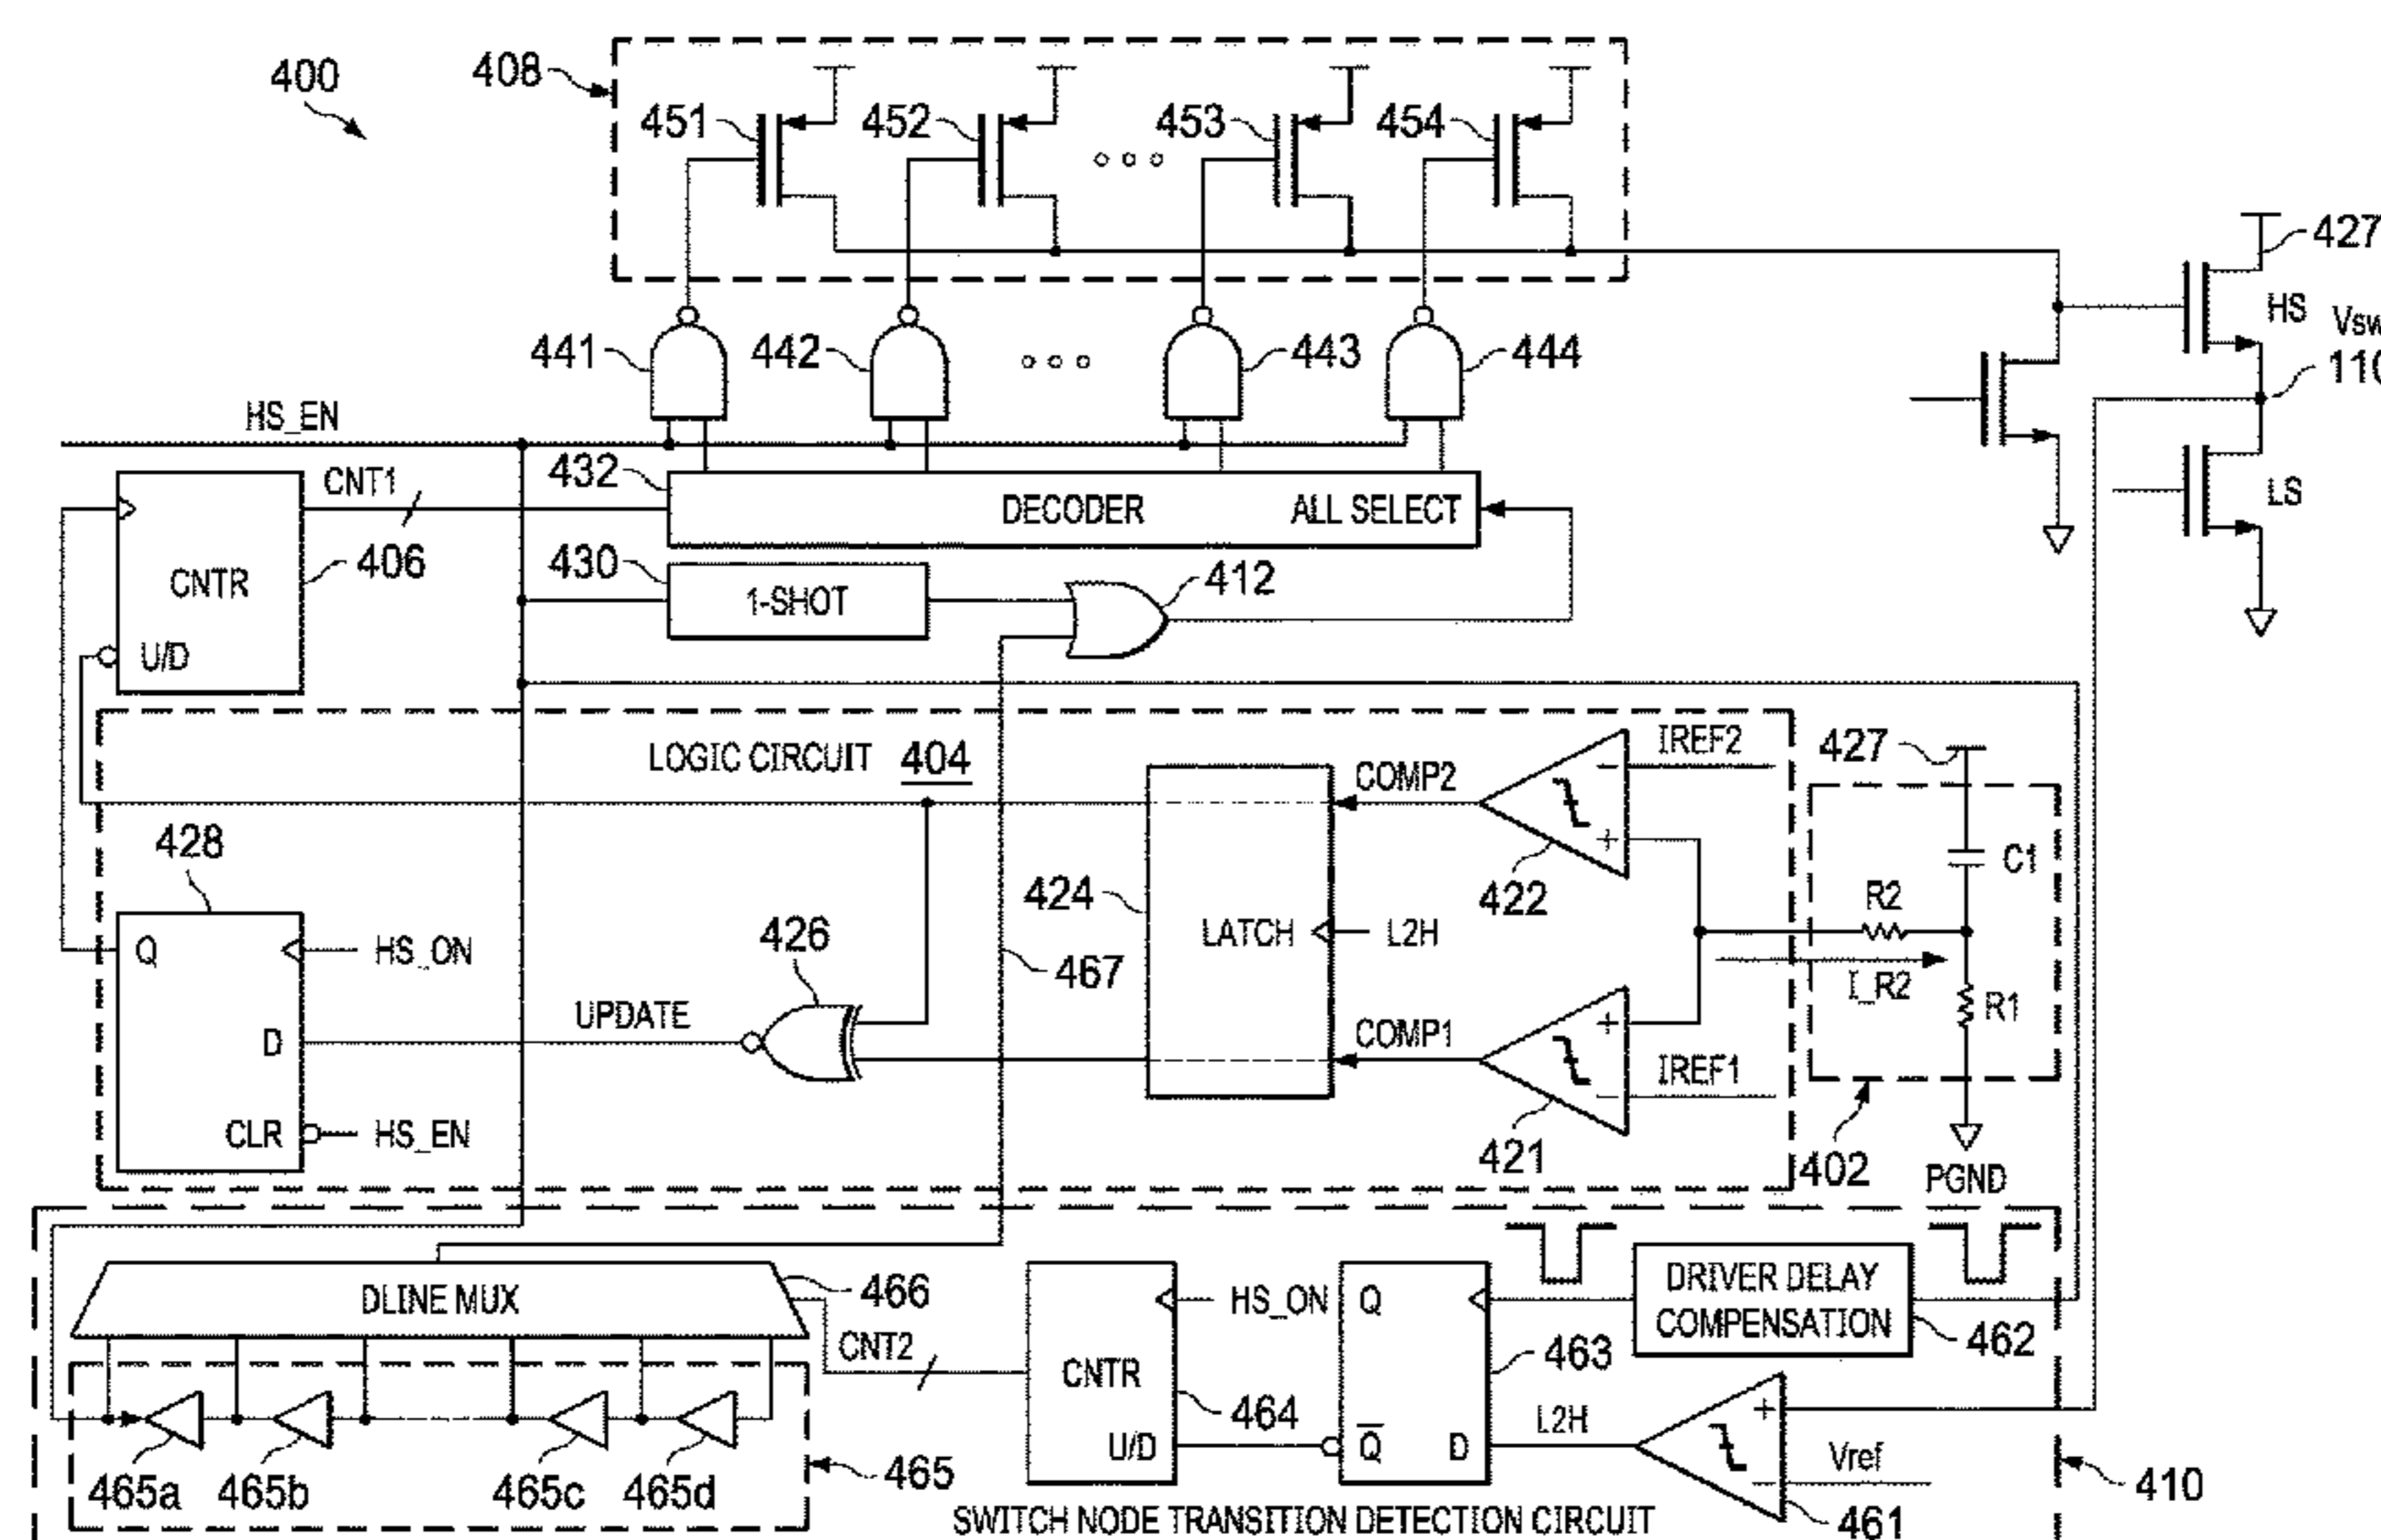 400
408
451
452
453
454
427
HS
Vsw
110
441
442
443
444
HS_EN
LS
432
CNT1
DECODER
ALL SELECT
406
CNTR
U/D
430
1-SHOT
412
LOGIC CIRCUIT 404
427
IREF2
COMP2
-
+
422
C1
R2
428
424
LATCH
L2H
426
Q
HS_ON
467
I_R2
R1
UPDATE
D
COMP1
+
IREF1
-
421
CLR
HS_EN
402
PGND
DLINE MUX
466
HS_ON
Q
DRIVER DELAY
COMPENSATION
462
CNT2
CNTR
463
464
L2H
+
U/D
Q
D
Vref
-
465a
465b
465c
465d
465
410
461
SWITCH NODE TRANSITION DETECTION CIRCUIT